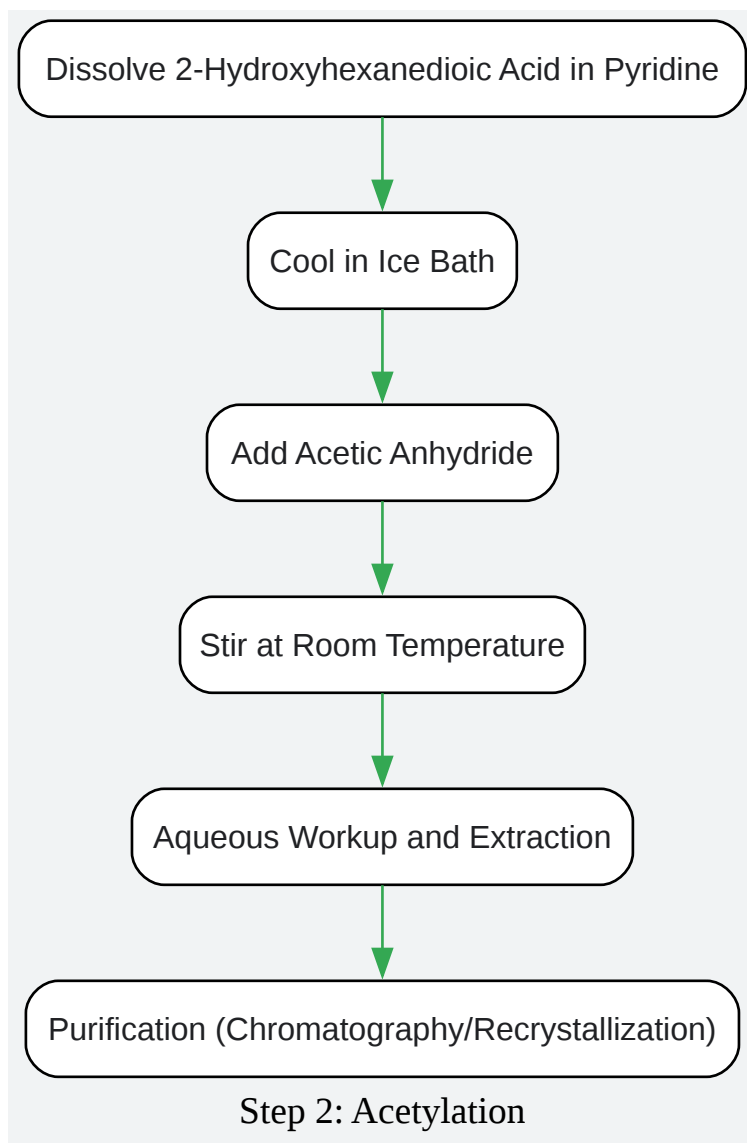 Dissolve 2-Hydroxyhexanedioic Acid in Pyridine
Cool in Ice Bath
Add Acetic Anhydride
Stir at Room Temperature
Aqueous Workup and Extraction
Purification (Chromatography/Recrystallization)
Step 2: Acetylation